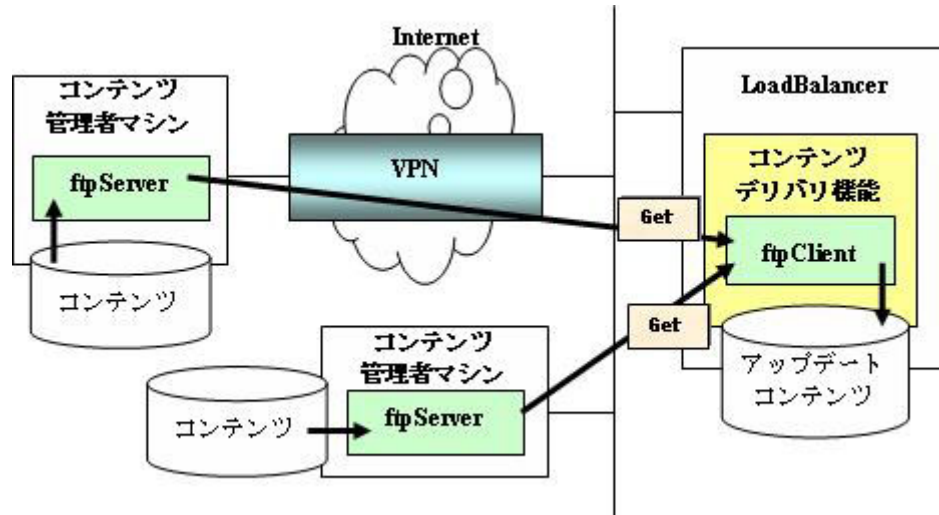 Internet
コンテンツ
管理者マシン
ftpServer
VPN
コンテンツ
LoadBalancer
コンテンツ
デリバリ機能
Get
ftpClient
Get
アップデート
コンテンツ
コンテンツ
管理者マシン
ftpServer
コンテンツ